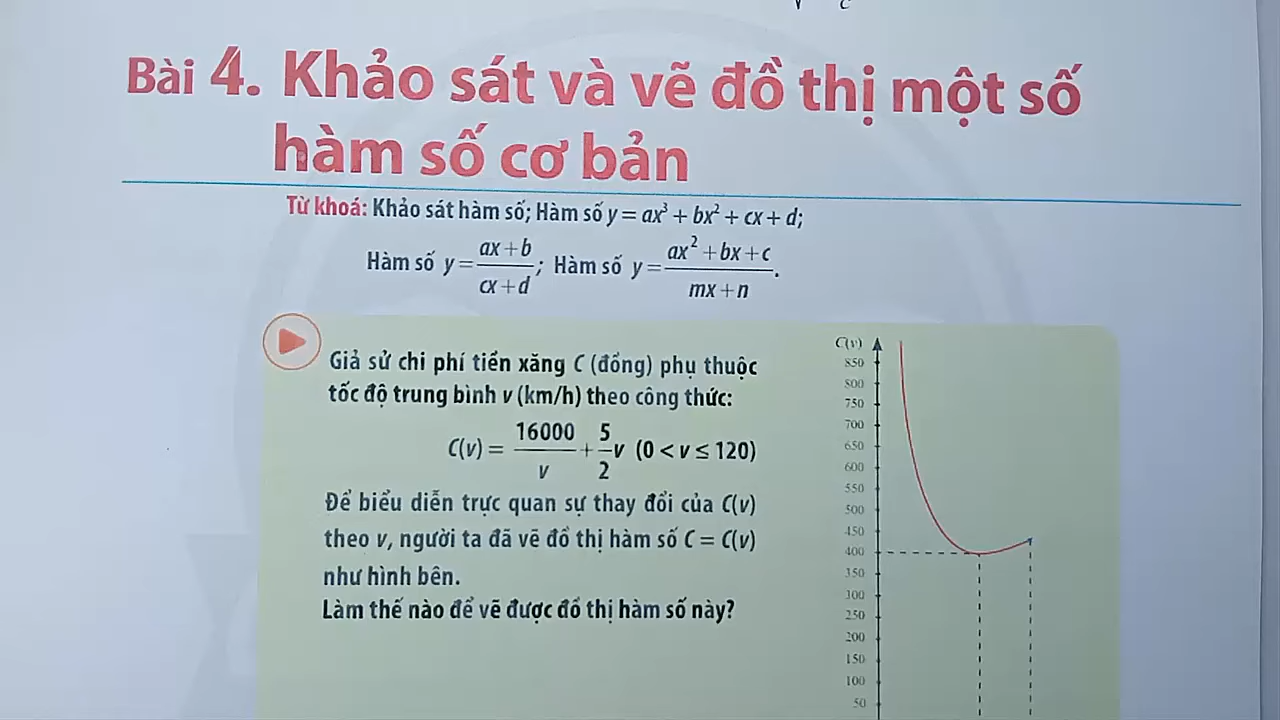 Bài 4. Khảo sát và vẽ đồ thị một số
hàm số cơ bản
Từ khoá: Khảo sát hàm số; Hàm số y = ax³ + bx² + cx + d;
Hàm số y = (ax + b)/(cx + d); Hàm số y = (ax² + bx + c)/(mx + n).
Giả sử chi phí tiền xăng C (đồng) phụ thuộc
tốc độ trung bình v (km/h) theo công thức:
C(v) = 16000/v + 5/2 v (0 < v ≤ 120)
Để biểu diễn trực quan sự thay đổi của C(v)
theo v, người ta đã vẽ đồ thị hàm số C = C(v)
như hình bên.
Làm thế nào để vẽ được đồ thị hàm số này?
C(v)
850
800
750
700
650
600
550
500
450
400
350
300
250
200
150
100
50